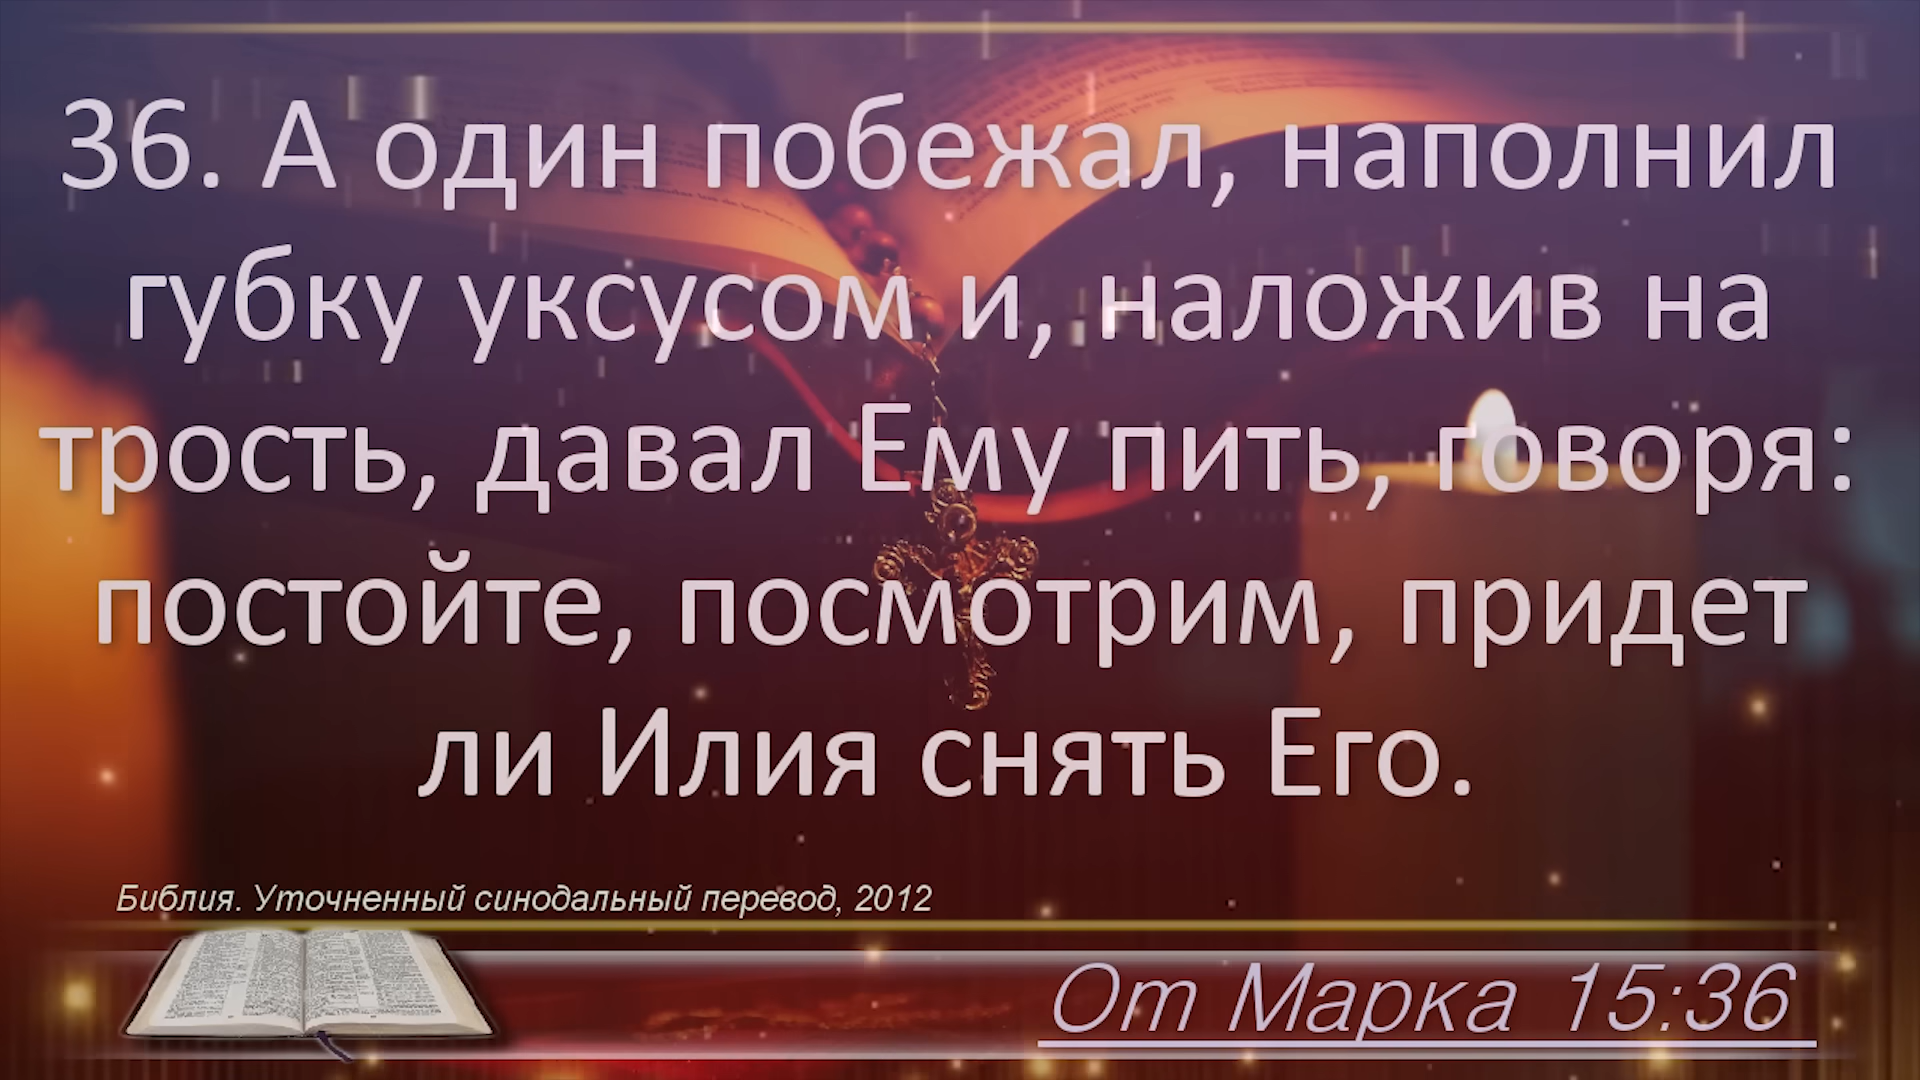 36. А один побежал, наполнил
губку уксусом и, наложив на
трость, давал Ему пить, говоря:
постойте, посмотрим, придет
ли Илия снять Его.
Библия. Уточненный синодальный перевод, 2012
От Марка 15:36